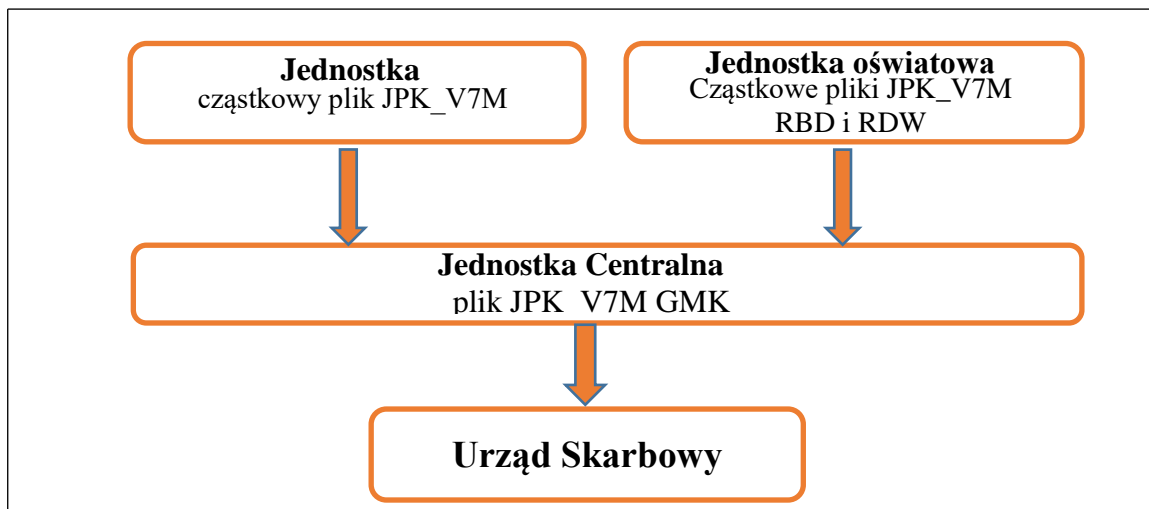 Jednostka
cząstkowy plik JPK_V7M
Jednostka oświatowa
Cząstkowe pliki JPK_V7M
RBD i RDW
Jednostka Centralna
plik JPK_V7M GMK
Urząd Skarbowy